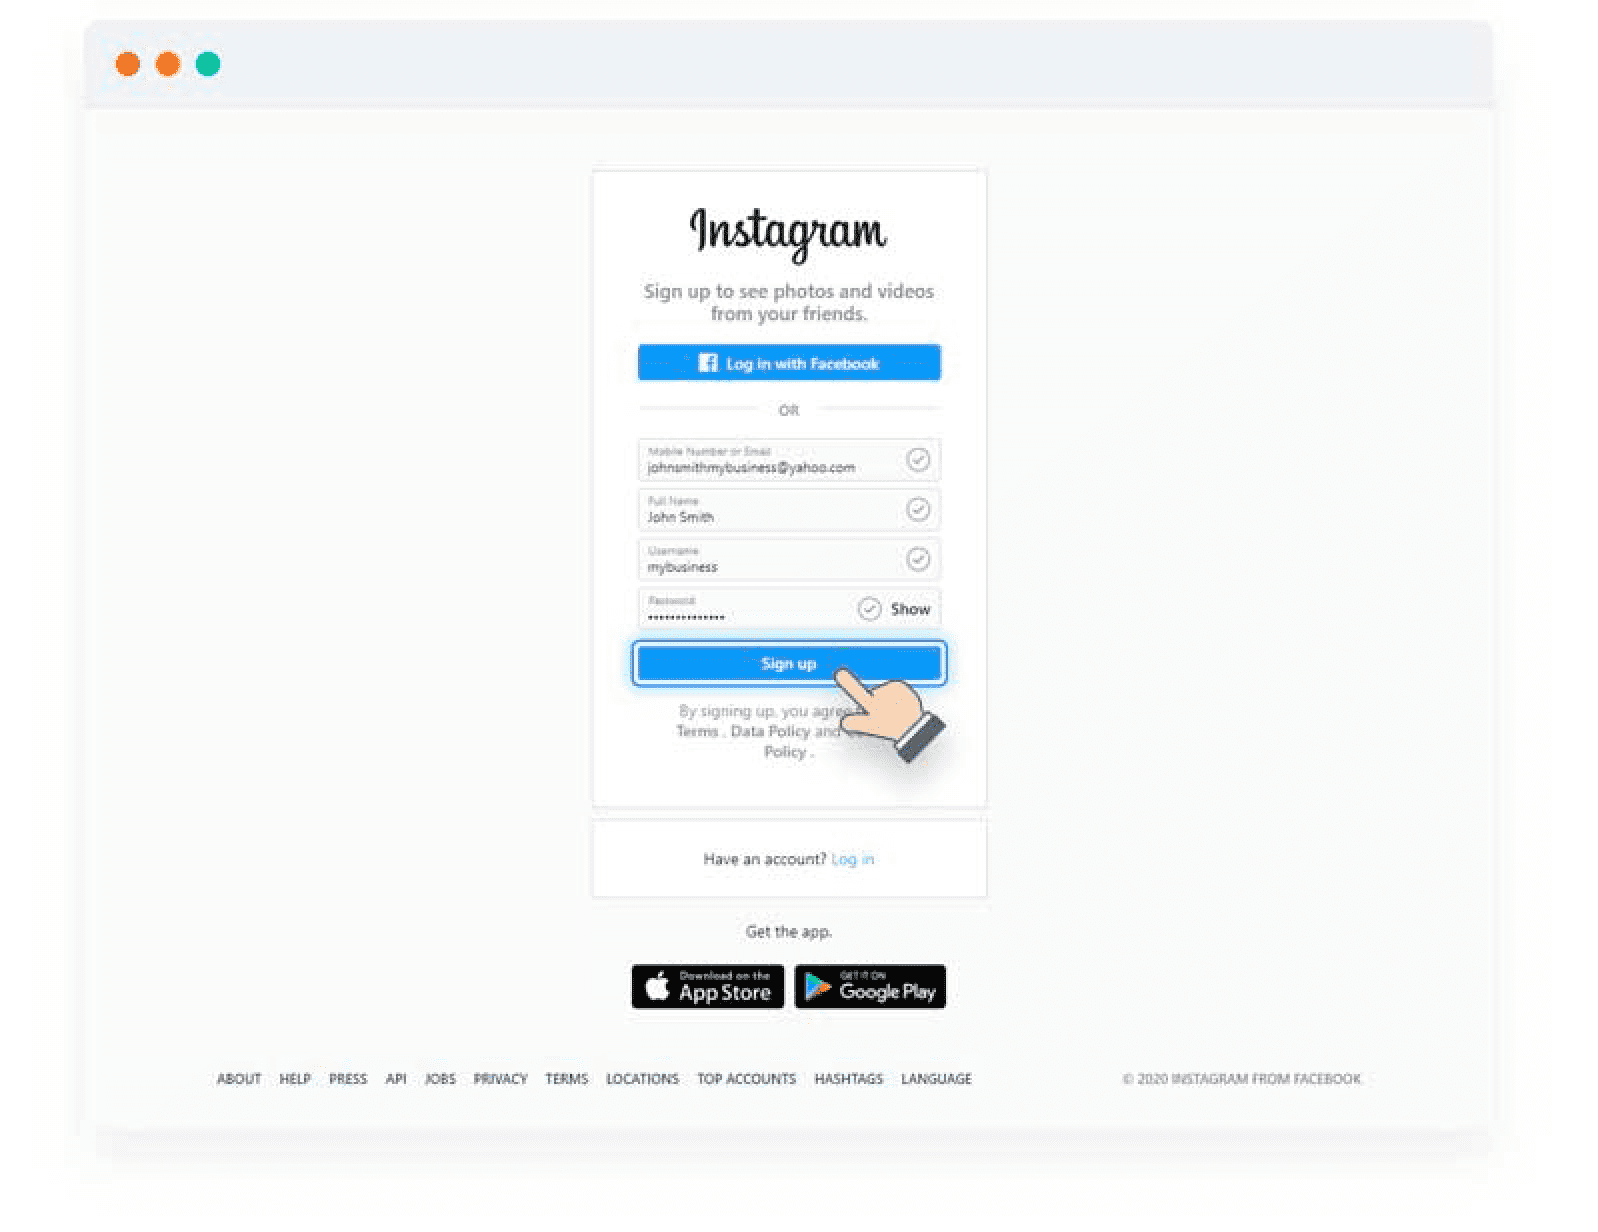 Instagram
Sign up to see photos and videos
from your friends.
Log in with Facebook
OR
Mobile Number or Email
johnsmithmybusiness@yahoo.com
Full Name
John Smith
Username
mybusiness
Password
••••••••••••••
Show
Sign up
By signing up, you agree
Terms . Data Policy and
Policy .
Have an account? Log in
Get the app.
Download on the
App Store
GET IT ON
Google Play
ABOUT HELP PRESS API JOBS PRIVACY TERMS LOCATIONS TOP ACCOUNTS HASHTAGS LANGUAGE
© 2020 INSTAGRAM FROM FACEBOOK